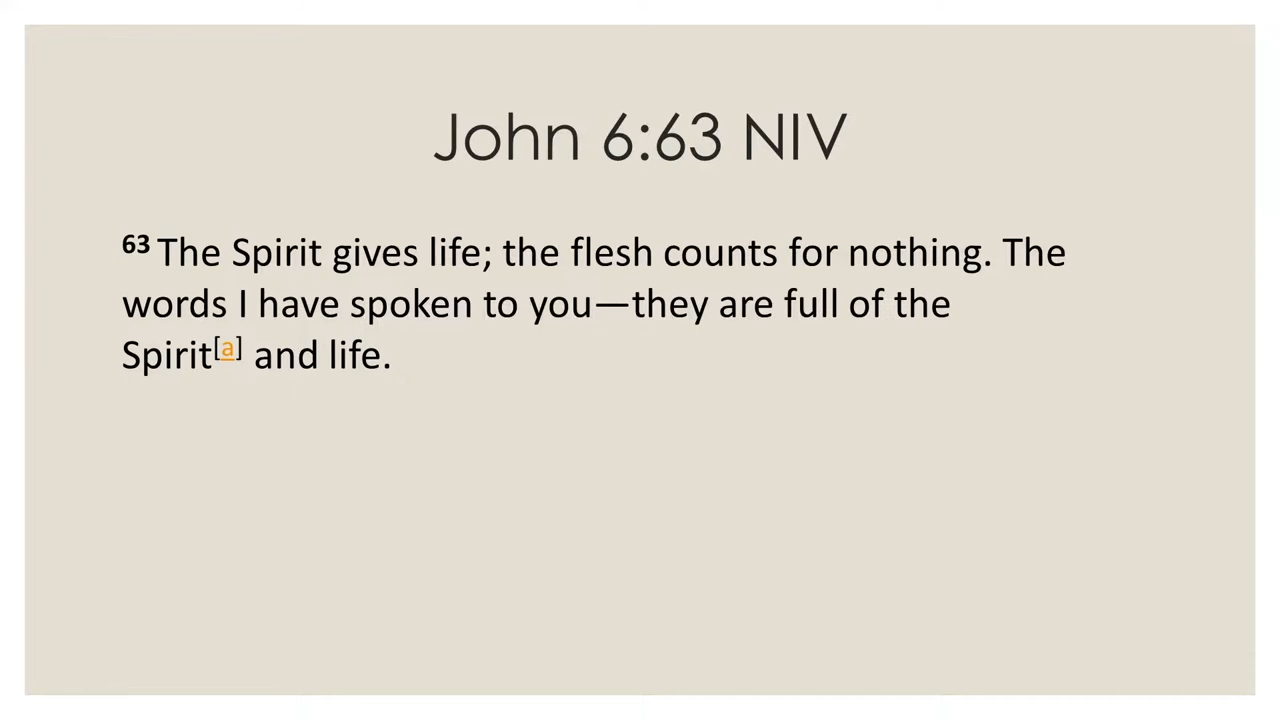 John 6:63 NIV
63 The Spirit gives life; the flesh counts for nothing. The
words I have spoken to you—they are full of the
Spirit[a] and life.